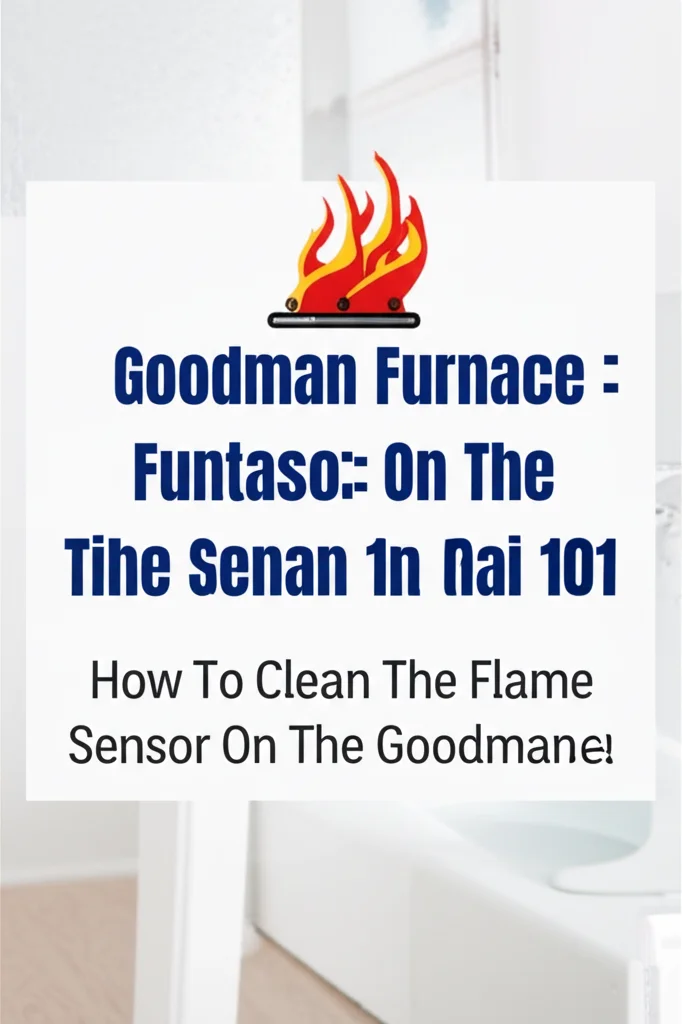 Goodman Furnace :
Funtaso:: On The
Tihe Senan 1n Nai 101
How To Clean The Flame
Sensor On The Goodmane!